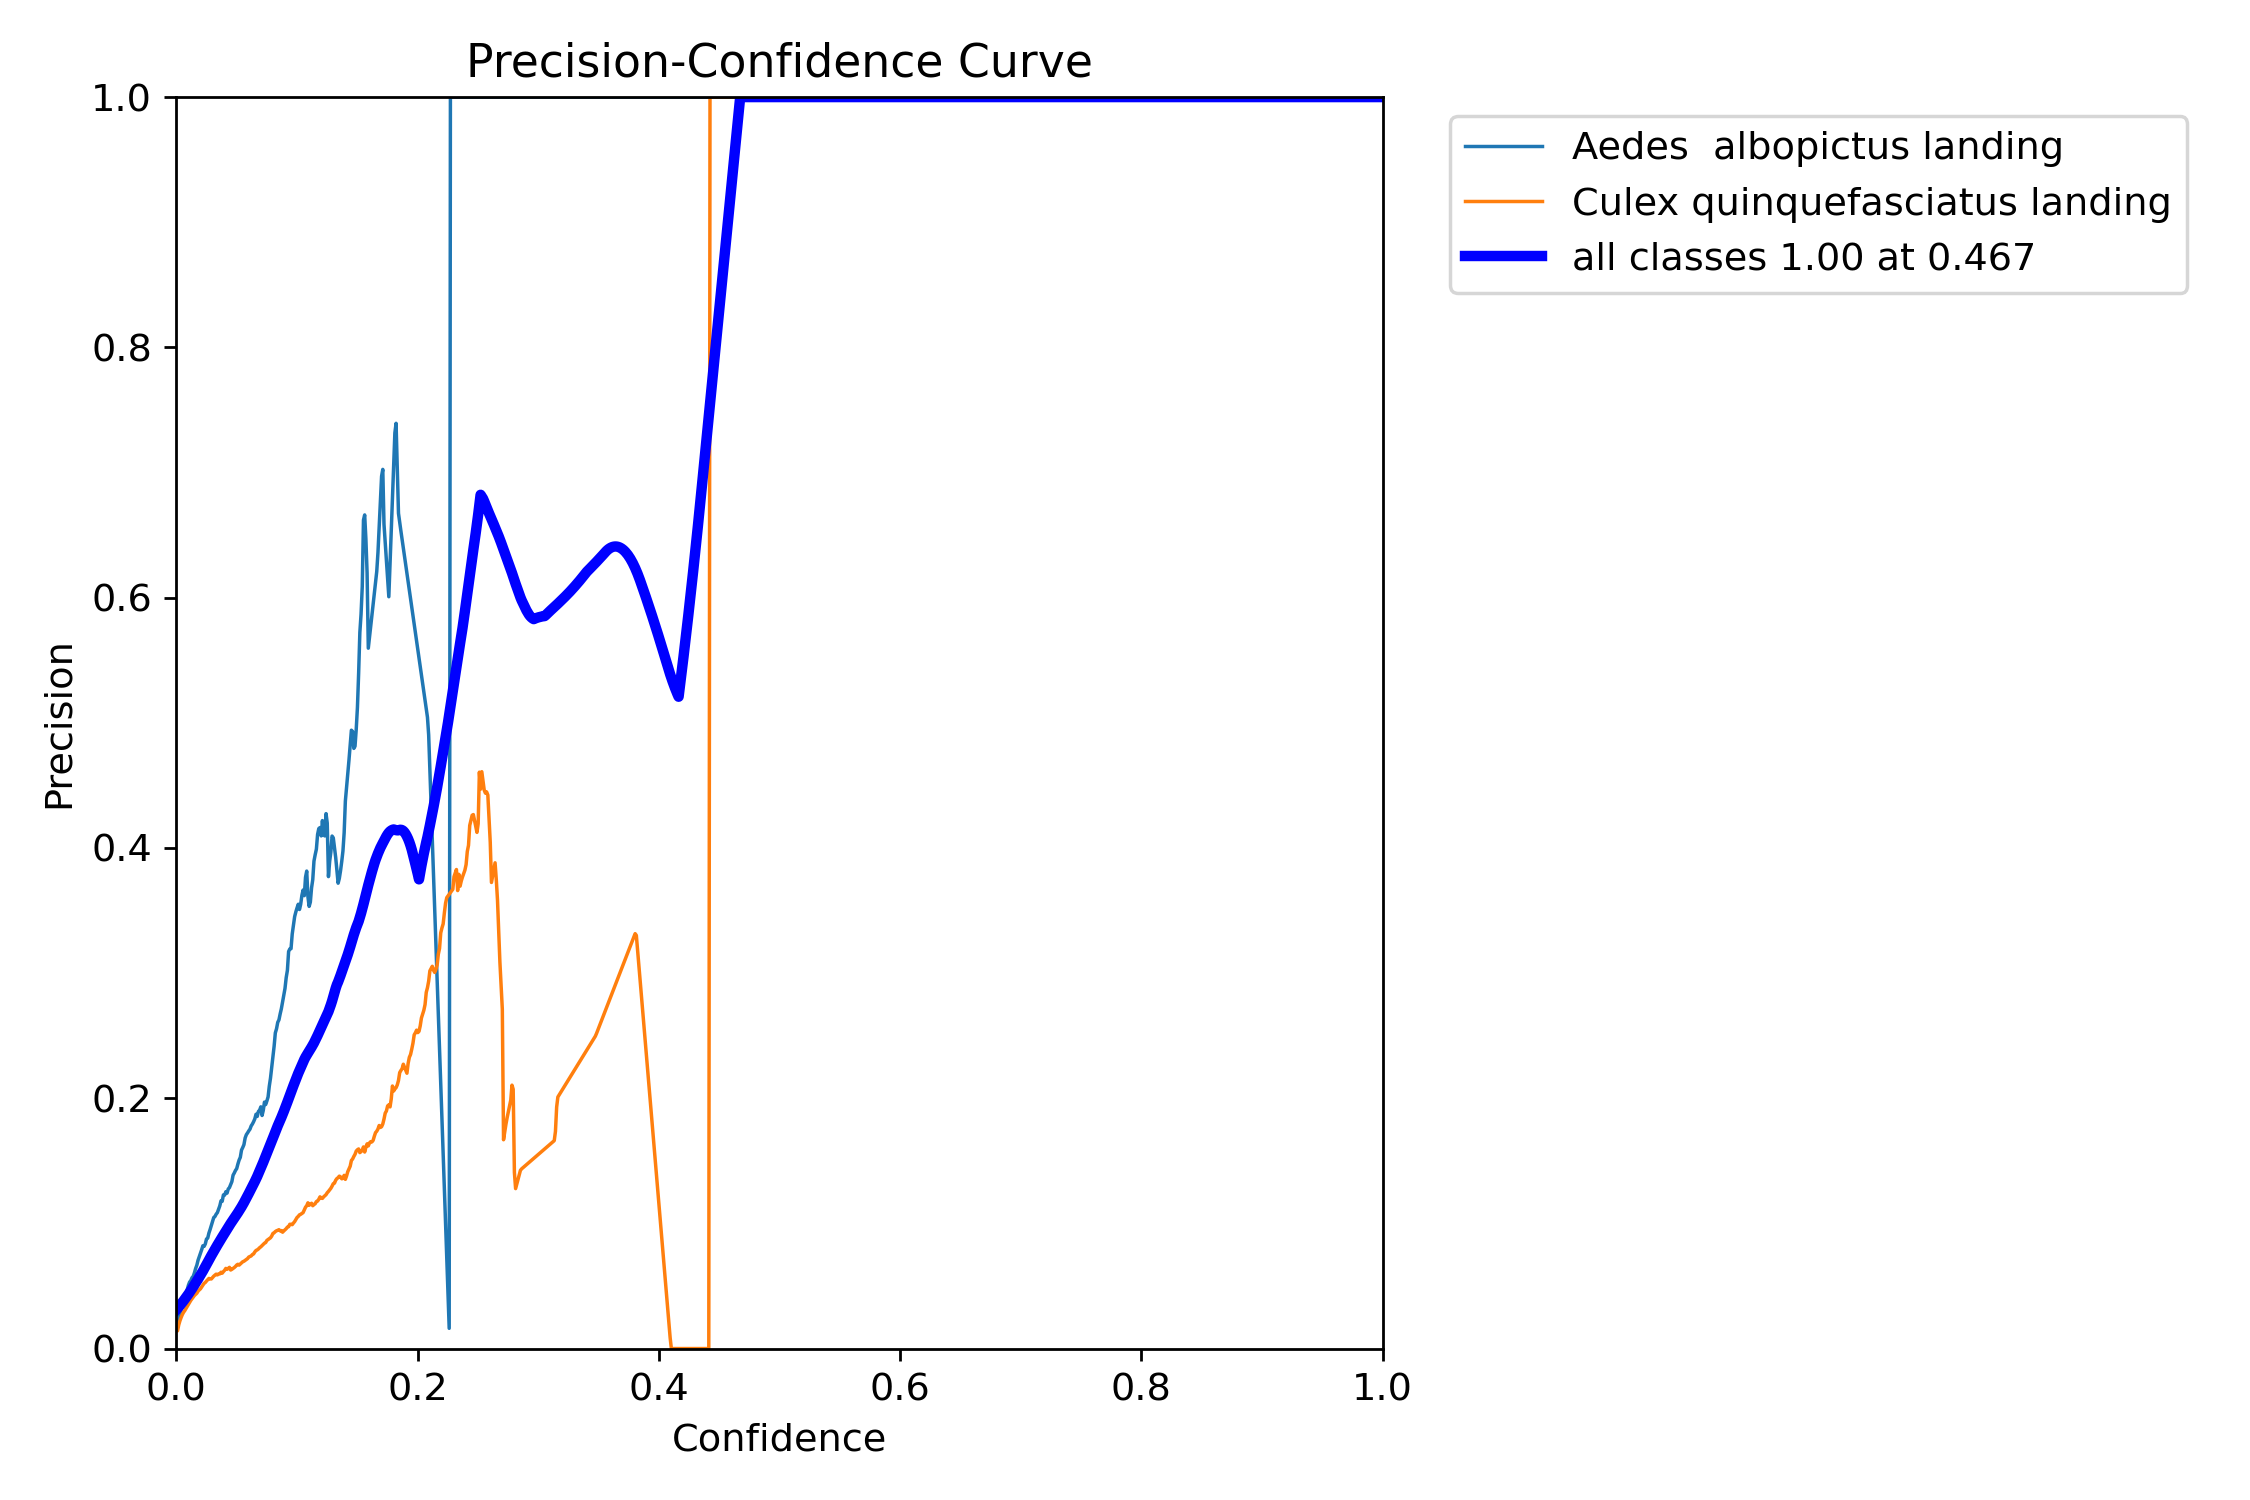 Precision-Confidence Curve
1.0
0.8
0.6
0.4
0.2
0.0
Precision
0.0 0.2 0.4 0.6 0.8 1.0
Confidence
Aedes  albopictus landing
Culex quinquefasciatus landing
all classes 1.00 at 0.467